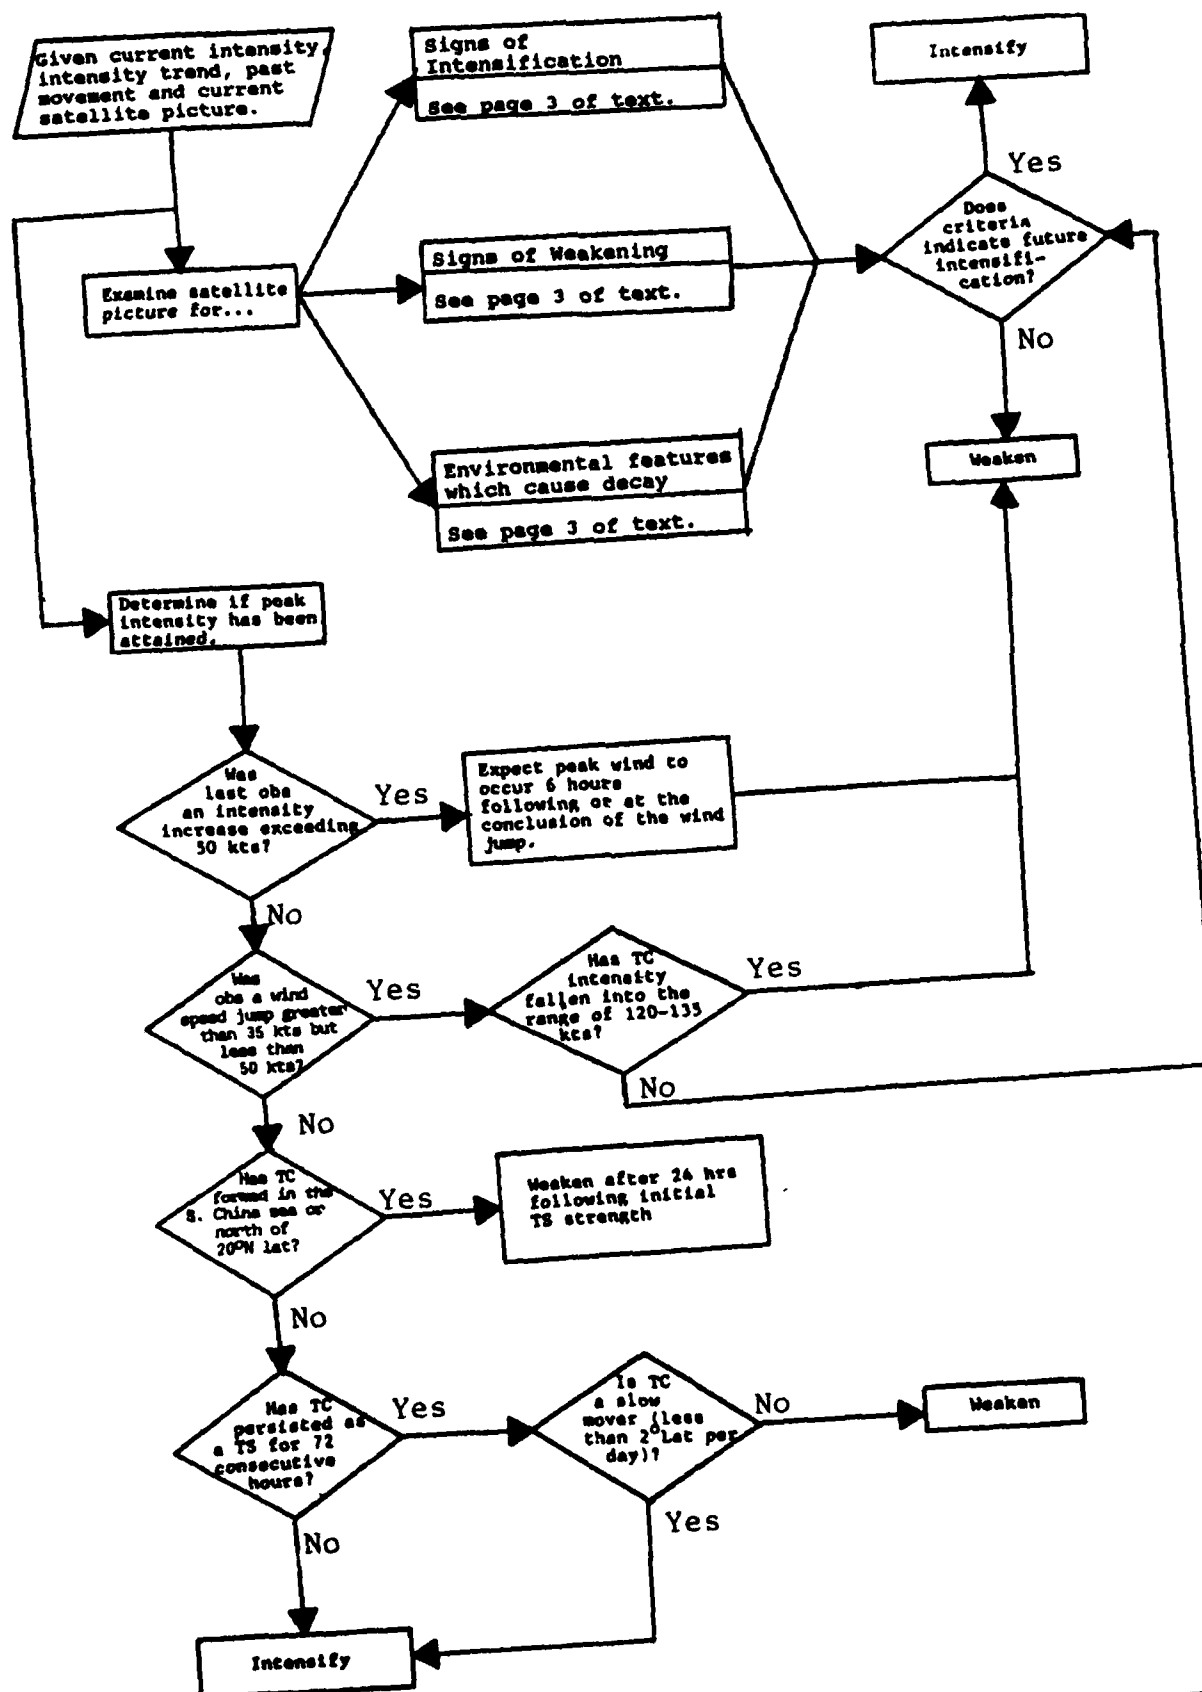 Given current intensity,
intensity trend, past
movement and current
satellite picture.
Signs of
Intensification
See page 3 of text.
Intensify
Yes
Does
criteria
indicate future
intensifi-
cation?
No
Weaken
Examine satellite
picture for...
Signs of Weakening
See page 3 of text.
Environmental features
which cause decay
See page 3 of text.
Determine if peak
intensity has been
attained.
Was
last obs
an intensity
increase exceeding
50 kts?
Yes
Expect peak wind to
occur 6 hours
following or at the
conclusion of the wind
jump.
No
Was
obs a wind
speed jump greater
than 35 kts but
less than
50 kts?
Yes
Has TC
intensity
fallen into the
range of 120-135
kts?
Yes
No
No
Has TC
formed in the
S. China sea or
north of
20°N lat?
Yes
Weaken after 24 hrs
following initial
TS strength
No
Has TC
persisted as
a TS for 72
consecutive
hours?
Yes
Is TC
a slow
mover (less
than 2°Lat per
day)?
No
Weaken
Yes
No
Intensify